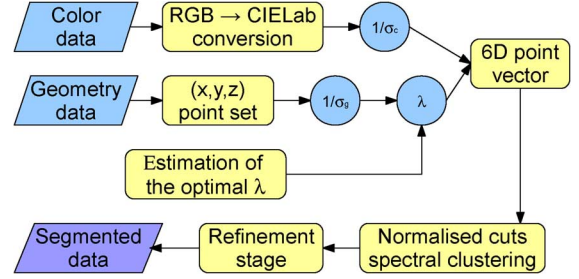 Color
data
RGB → CIELab
conversion
1/σc
6D point
vector
Geometry
data
(x,y,z)
point set
1/σg
λ
Estimation of
the optimal λ
Segmented
data
Refinement
stage
Normalised cuts
spectral clustering